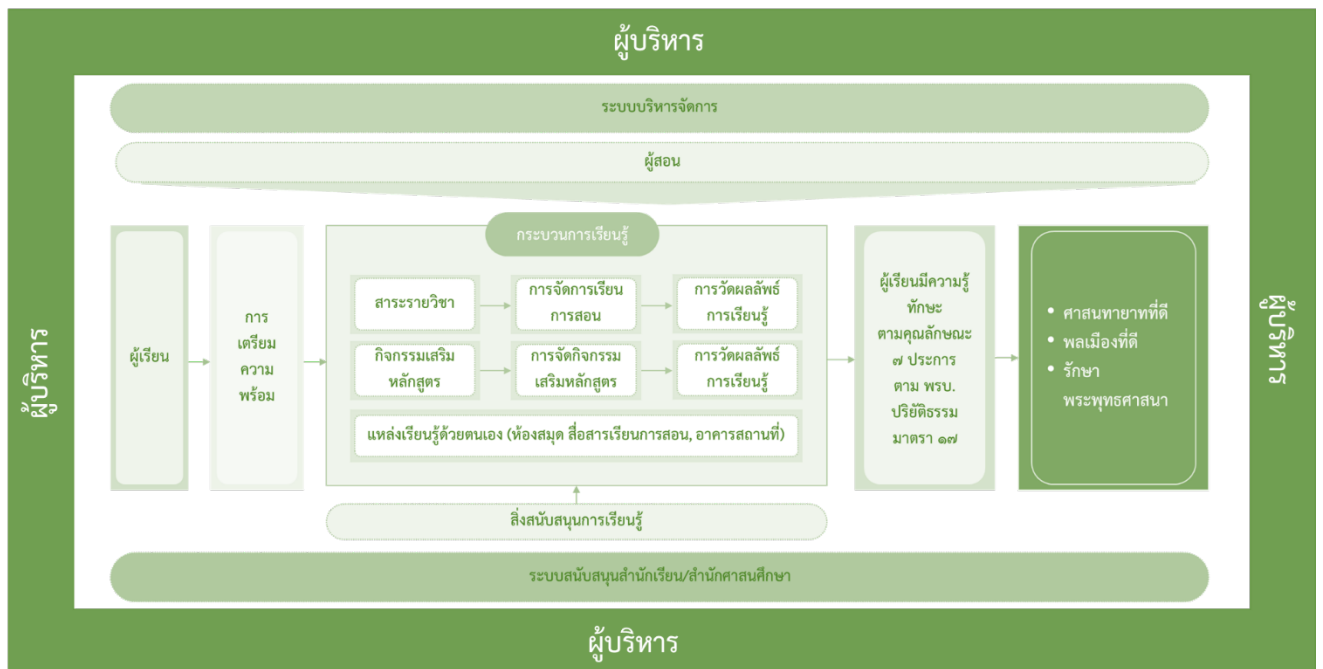 ผู้บริหาร
ระบบบริหารจัดการ
ผู้สอน
กระบวนการเรียนรู้
ผู้บริหาร
ผู้เรียน
การ
เตรียม
ความ
พร้อม
สาระรายวิชา
การจัดการเรียน
การสอน
การวัดผลลัพธ์
การเรียนรู้
กิจกรรมเสริม
หลักสูตร
การจัดกิจกรรม
เสริมหลักสูตร
การวัดผลลัพธ์
การเรียนรู้
แหล่งเรียนรู้ด้วยตนเอง (ห้องสมุด สื่อสารเรียนการสอน, อาคารสถานที่)
ผู้เรียนมีความรู้
ทักษะ
ตามคุณลักษณะ
๗ ประการ
ตาม พรบ.
ปริยัติธรรม
มาตรา ๑๗
• ศาสนทายาทที่ดี
• พลเมืองที่ดี
• รักษา
พระพุทธศาสนา
ผู้บริหาร
สิ่งสนับสนุนการเรียนรู้
ระบบสนับสนุนสำนักเรียน/สำนักศาสนศึกษา
ผู้บริหาร